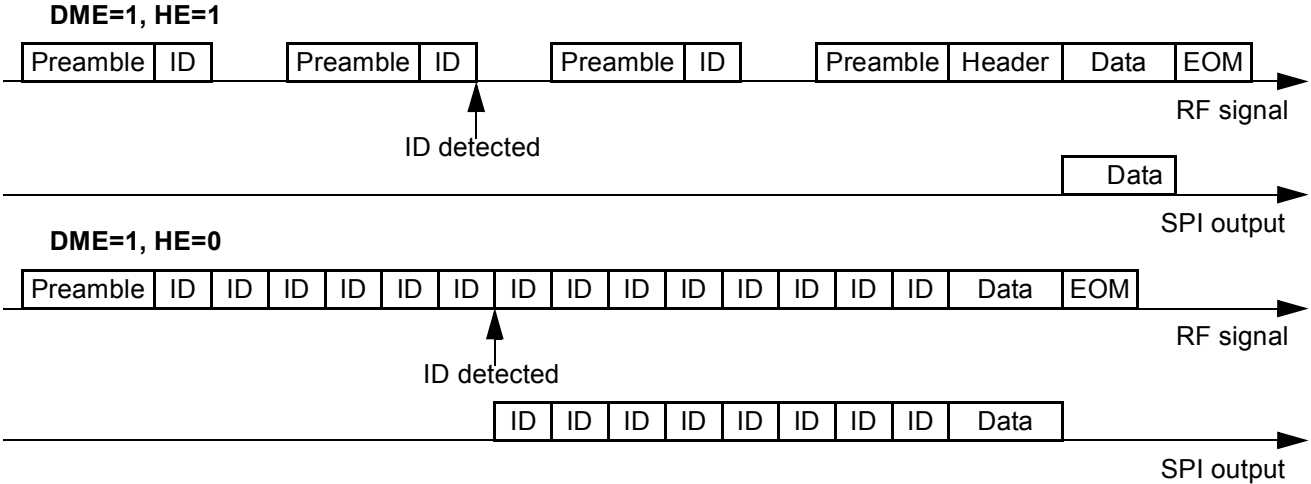 DME=1, HE=1
Preamble ID Preamble ID Preamble ID Preamble Header Data EOM
RF signal
ID detected
Data
SPI output
DME=1, HE=0
Preamble ID ID ID ID ID ID ID ID ID ID ID ID ID ID Data EOM
RF signal
ID detected
ID ID ID ID ID ID ID ID Data
SPI output